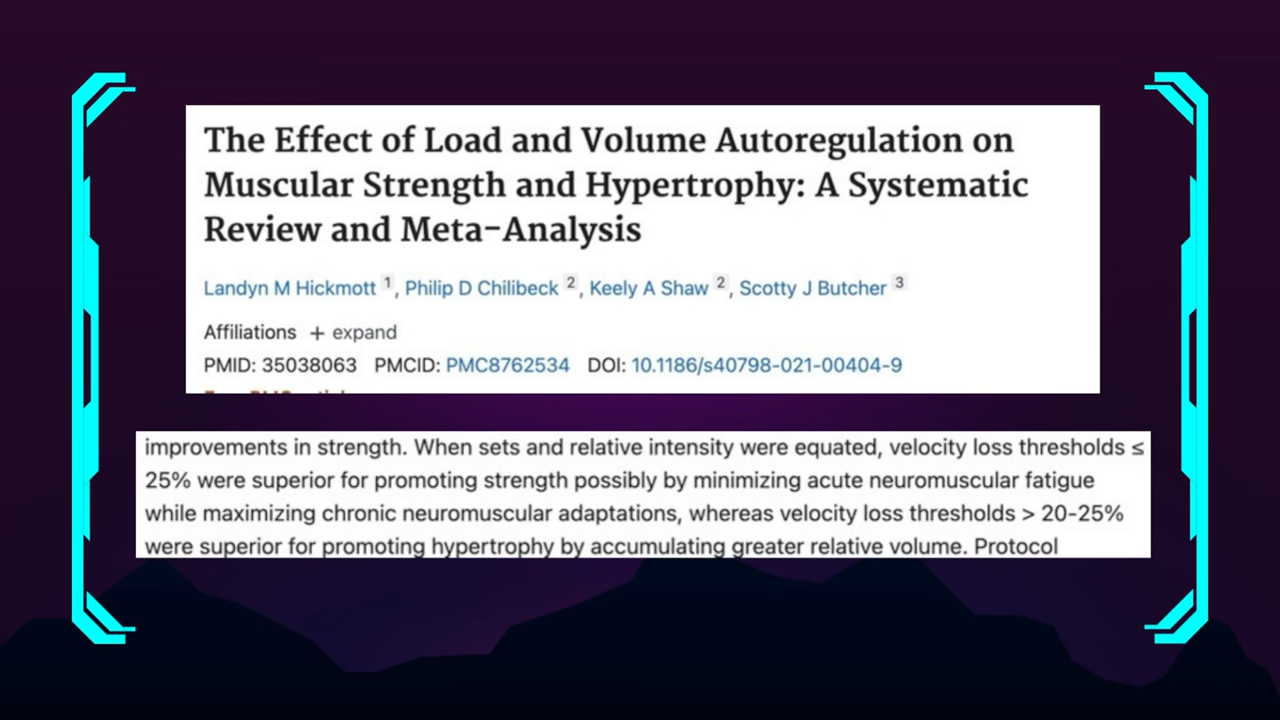 The Effect of Load and Volume Autoregulation on
Muscular Strength and Hypertrophy: A Systematic
Review and Meta-Analysis
Landyn M Hickmott 1, Philip D Chilibeck 2, Keely A Shaw 2, Scotty J Butcher 3
Affiliations + expand
PMID: 35038063 PMCID: PMC8762534 DOI: 10.1186/s40798-021-00404-9
improvements in strength. When sets and relative intensity were equated, velocity loss thresholds ≤
25% were superior for promoting strength possibly by minimizing acute neuromuscular fatigue
while maximizing chronic neuromuscular adaptations, whereas velocity loss thresholds > 20-25%
were superior for promoting hypertrophy by accumulating greater relative volume. Protocol